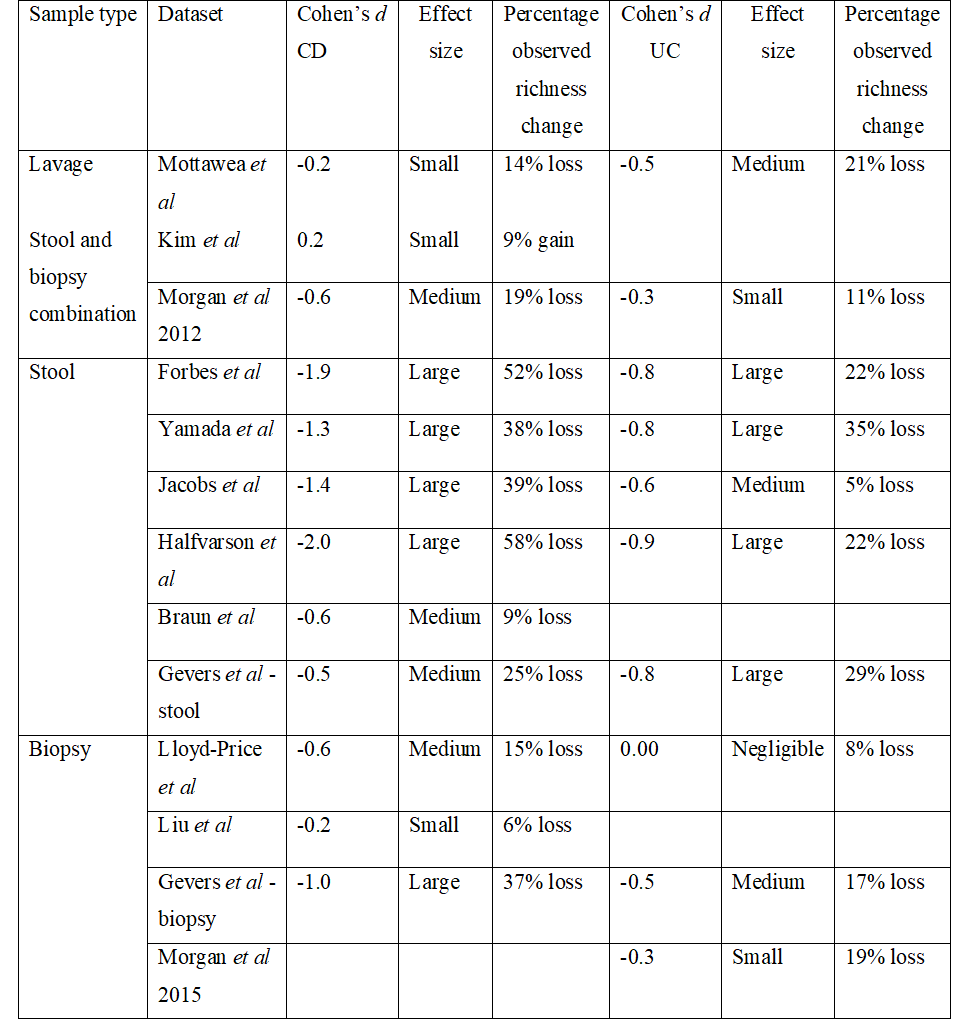 Sample type Dataset Cohen’s d Effect Percentage Cohen’s d Effect Percentage
CD size observed UC size observed
richness richness
change change
Lavage Mottawea et -0.2 Small 14% loss -0.5 Medium 21% loss
al
Stool and Kim et al 0.2 Small 9% gain
biopsy
combination Morgan et al -0.6 Medium 19% loss -0.3 Small 11% loss
2012
Stool Forbes et al -1.9 Large 52% loss -0.8 Large 22% loss
Yamada et al -1.3 Large 38% loss -0.8 Large 35% loss
Jacobs et al -1.4 Large 39% loss -0.6 Medium 5% loss
Halfvarson et -2.0 Large 58% loss -0.9 Large 22% loss
al
Braun et al -0.6 Medium 9% loss
Gevers et al - -0.5 Medium 25% loss -0.8 Large 29% loss
stool
Biopsy Lloyd-Price -0.6 Medium 15% loss 0.00 Negligible 8% loss
et al
Liu et al -0.2 Small 6% loss
Gevers et al - -1.0 Large 37% loss -0.5 Medium 17% loss
biopsy
Morgan et al -0.3 Small 19% loss
2015